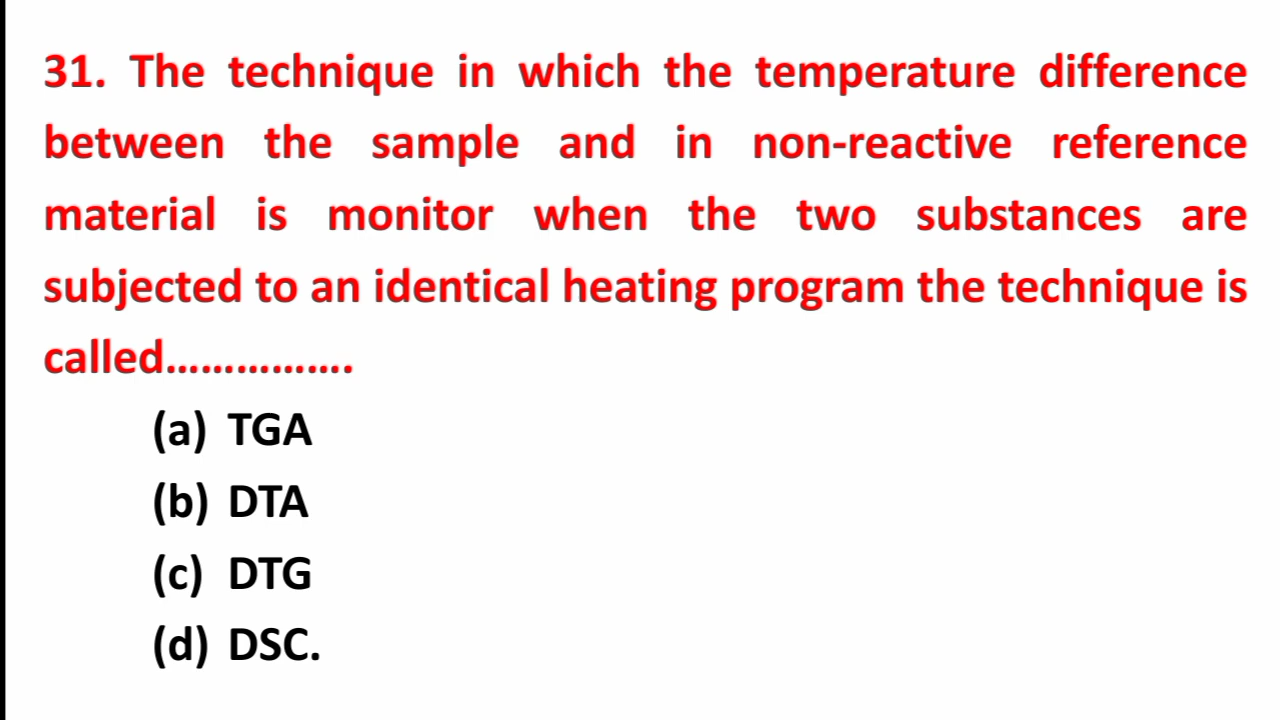 31. The technique in which the temperature difference
between the sample and in non-reactive reference
material is monitor when the two substances are
subjected to an identical heating program the technique is
called................
(a) TGA
(b) DTA
(c) DTG
(d) DSC.